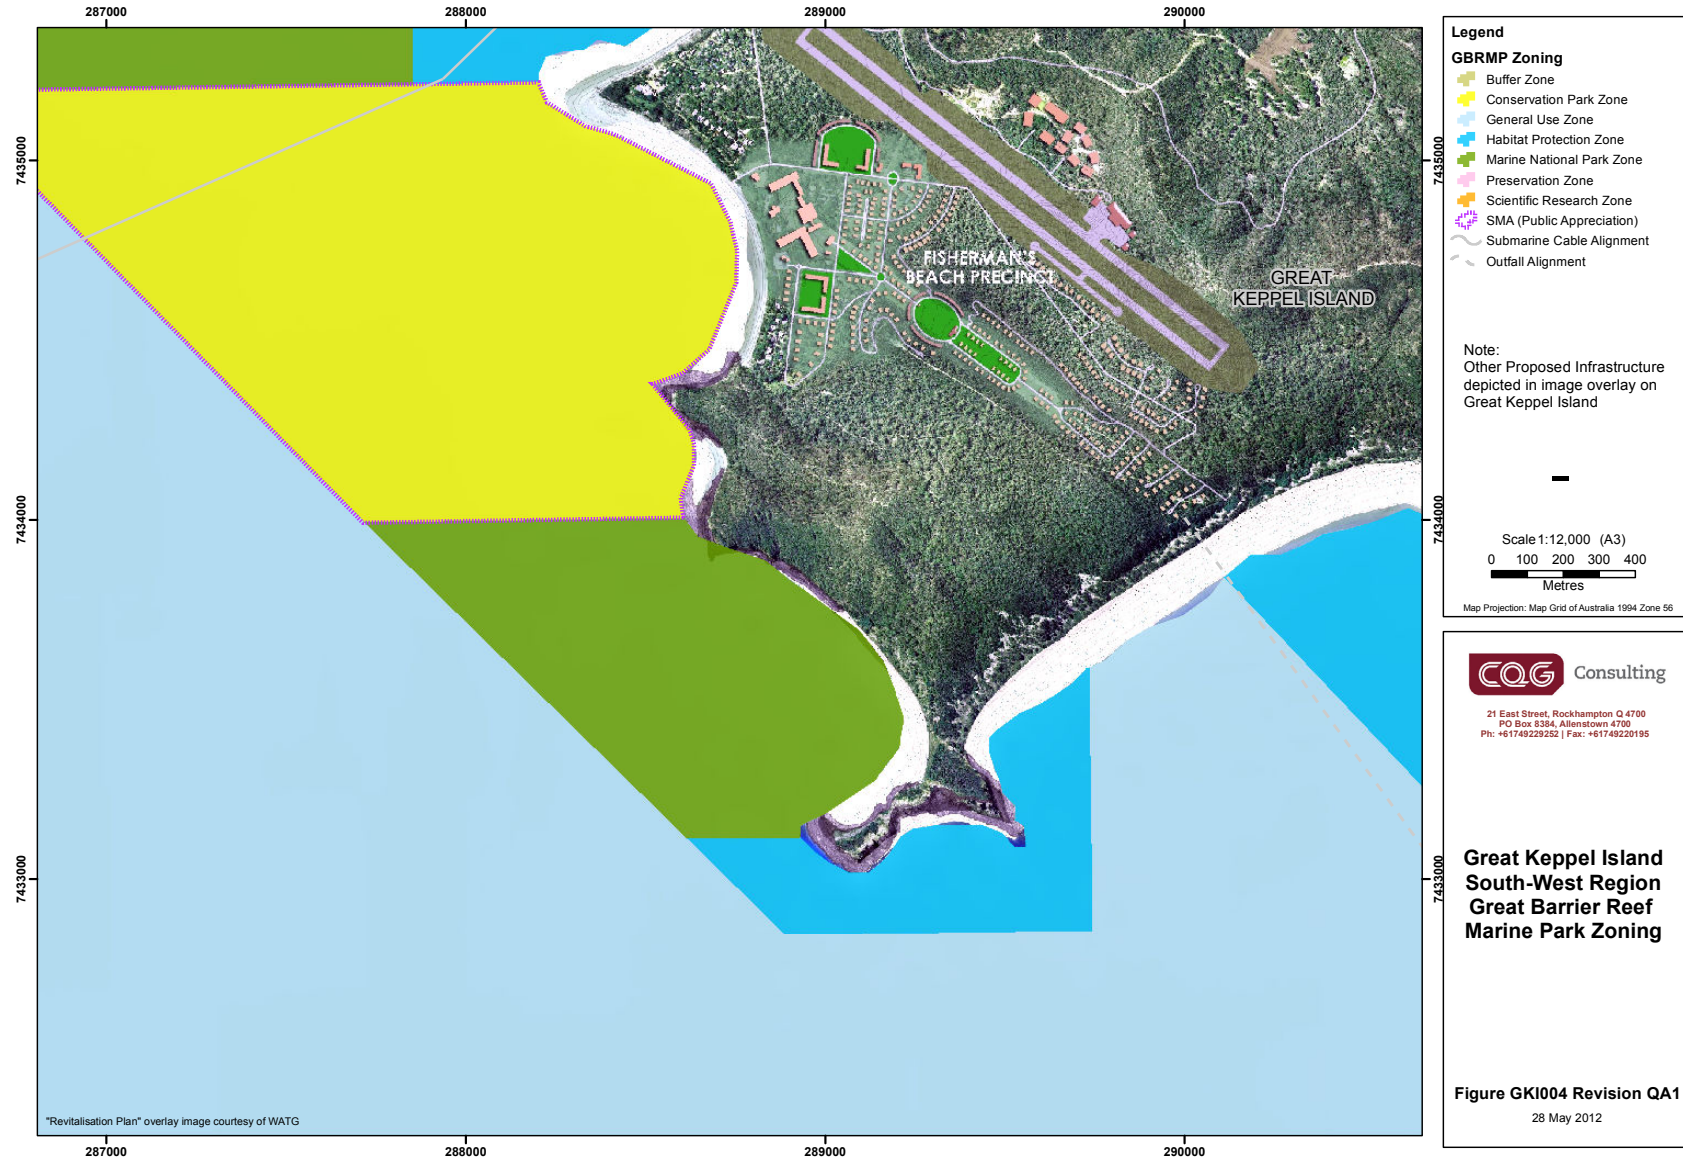 287000
288000
289000
290000
7435000
7434000
7433000
7435000
7434000
7433000
FISHERMAN'S
BEACH PRECINCT
GREAT
KEPPEL ISLAND
"Revitalisation Plan" overlay image courtesy of WATG
287000
288000
289000
290000
Legend
GBRMP Zoning
Buffer Zone
Conservation Park Zone
General Use Zone
Habitat Protection Zone
Marine National Park Zone
Preservation Zone
Scientific Research Zone
SMA (Public Appreciation)
Submarine Cable Alignment
Outfall Alignment
Note:
Other Proposed Infrastructure
depicted in image overlay on
Great Keppel Island
Scale 1:12,000 (A3)
0 100 200 300 400
Metres
Map Projection: Map Grid of Australia 1994 Zone 56
CQG Consulting
21 East Street, Rockhampton Q 4700
PO Box 8384, Allenstown 4700
Ph: +61749229252 | Fax: +61749220195
Great Keppel Island
South-West Region
Great Barrier Reef
Marine Park Zoning
Figure GKI004 Revision QA1
28 May 2012